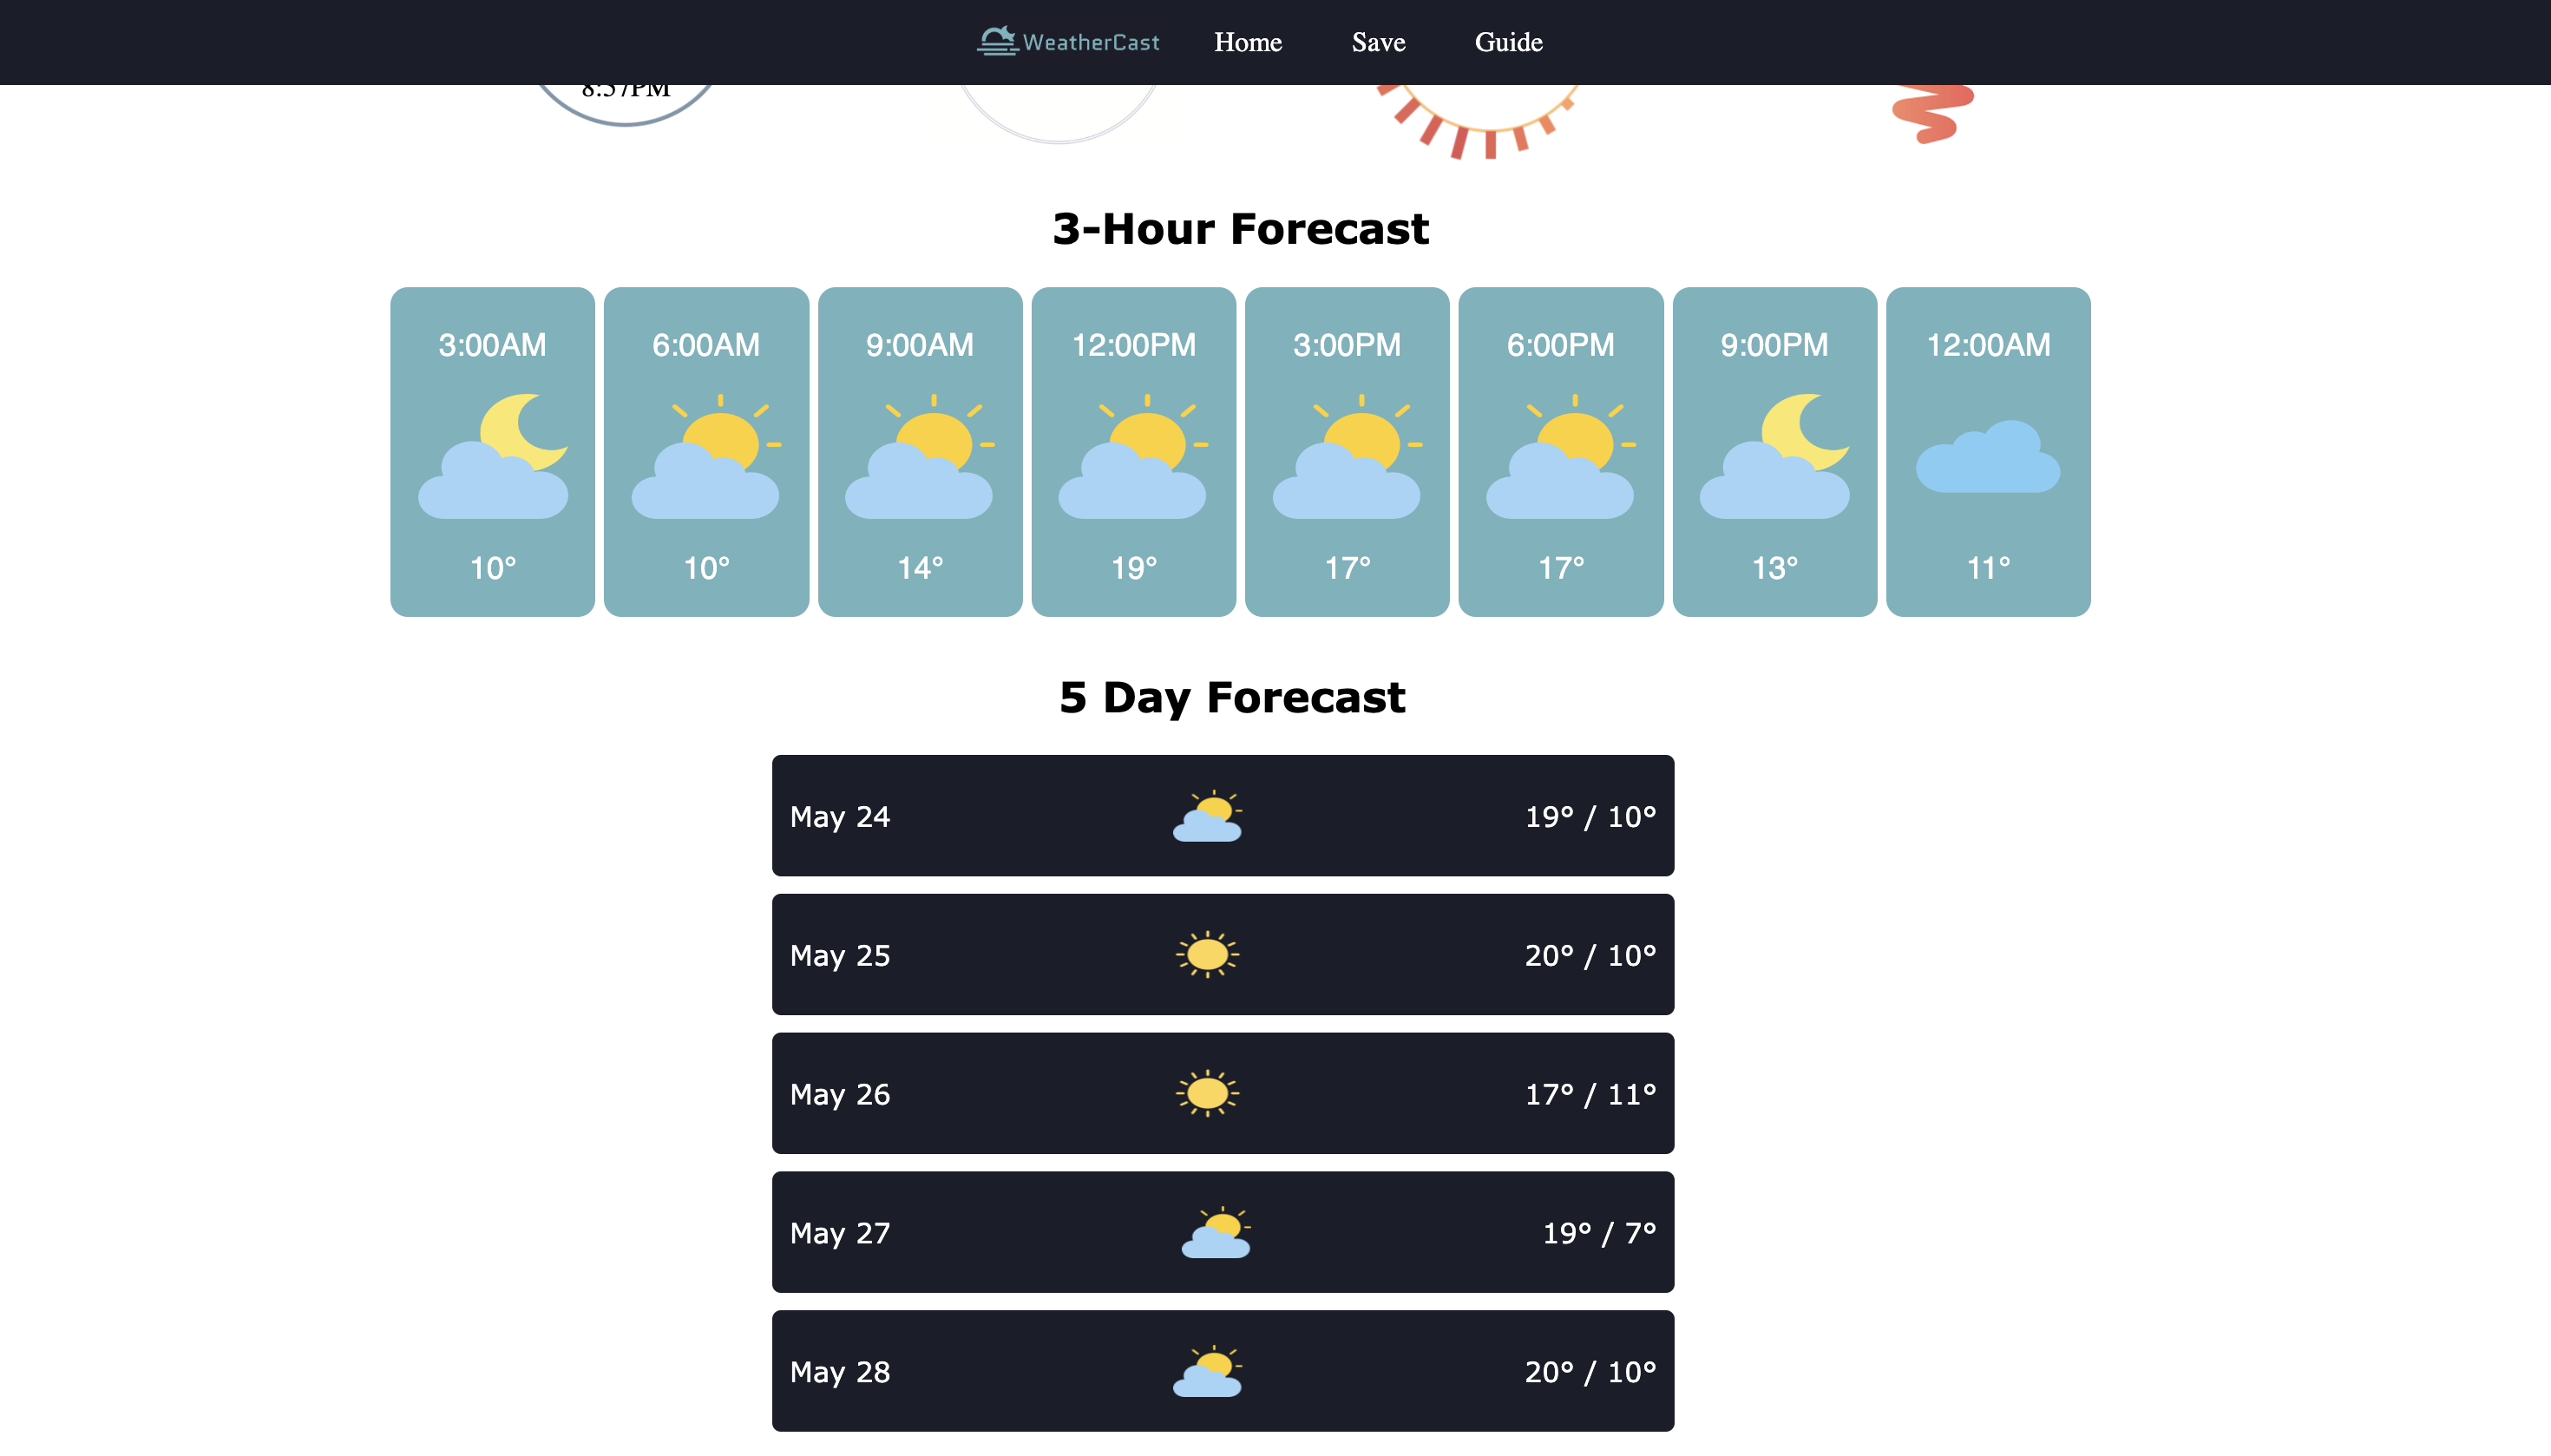 WeatherCast Home Save Guide
8:57PM
3-Hour Forecast
3:00AM 6:00AM 9:00AM 12:00PM 3:00PM 6:00PM 9:00PM 12:00AM
10° 10° 14° 19° 17° 17° 13° 11°
5 Day Forecast
May 24 19° / 10°
May 25 20° / 10°
May 26 17° / 11°
May 27 19° / 7°
May 28 20° / 10°